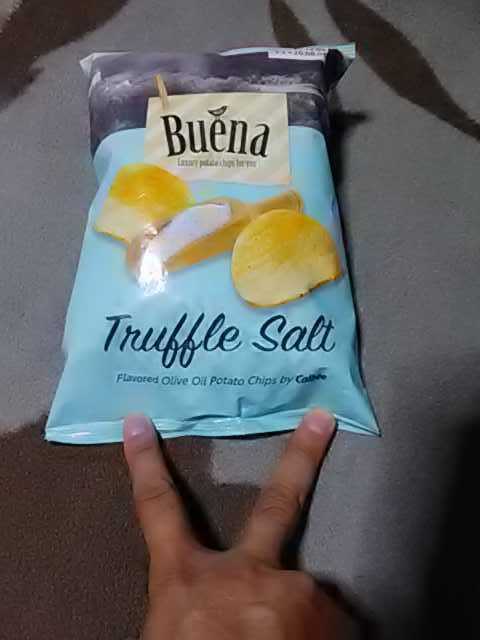 Buena
Luxury potato chips for you
Truffle Salt
Flavored Olive Oil Potato Chips by Calbee